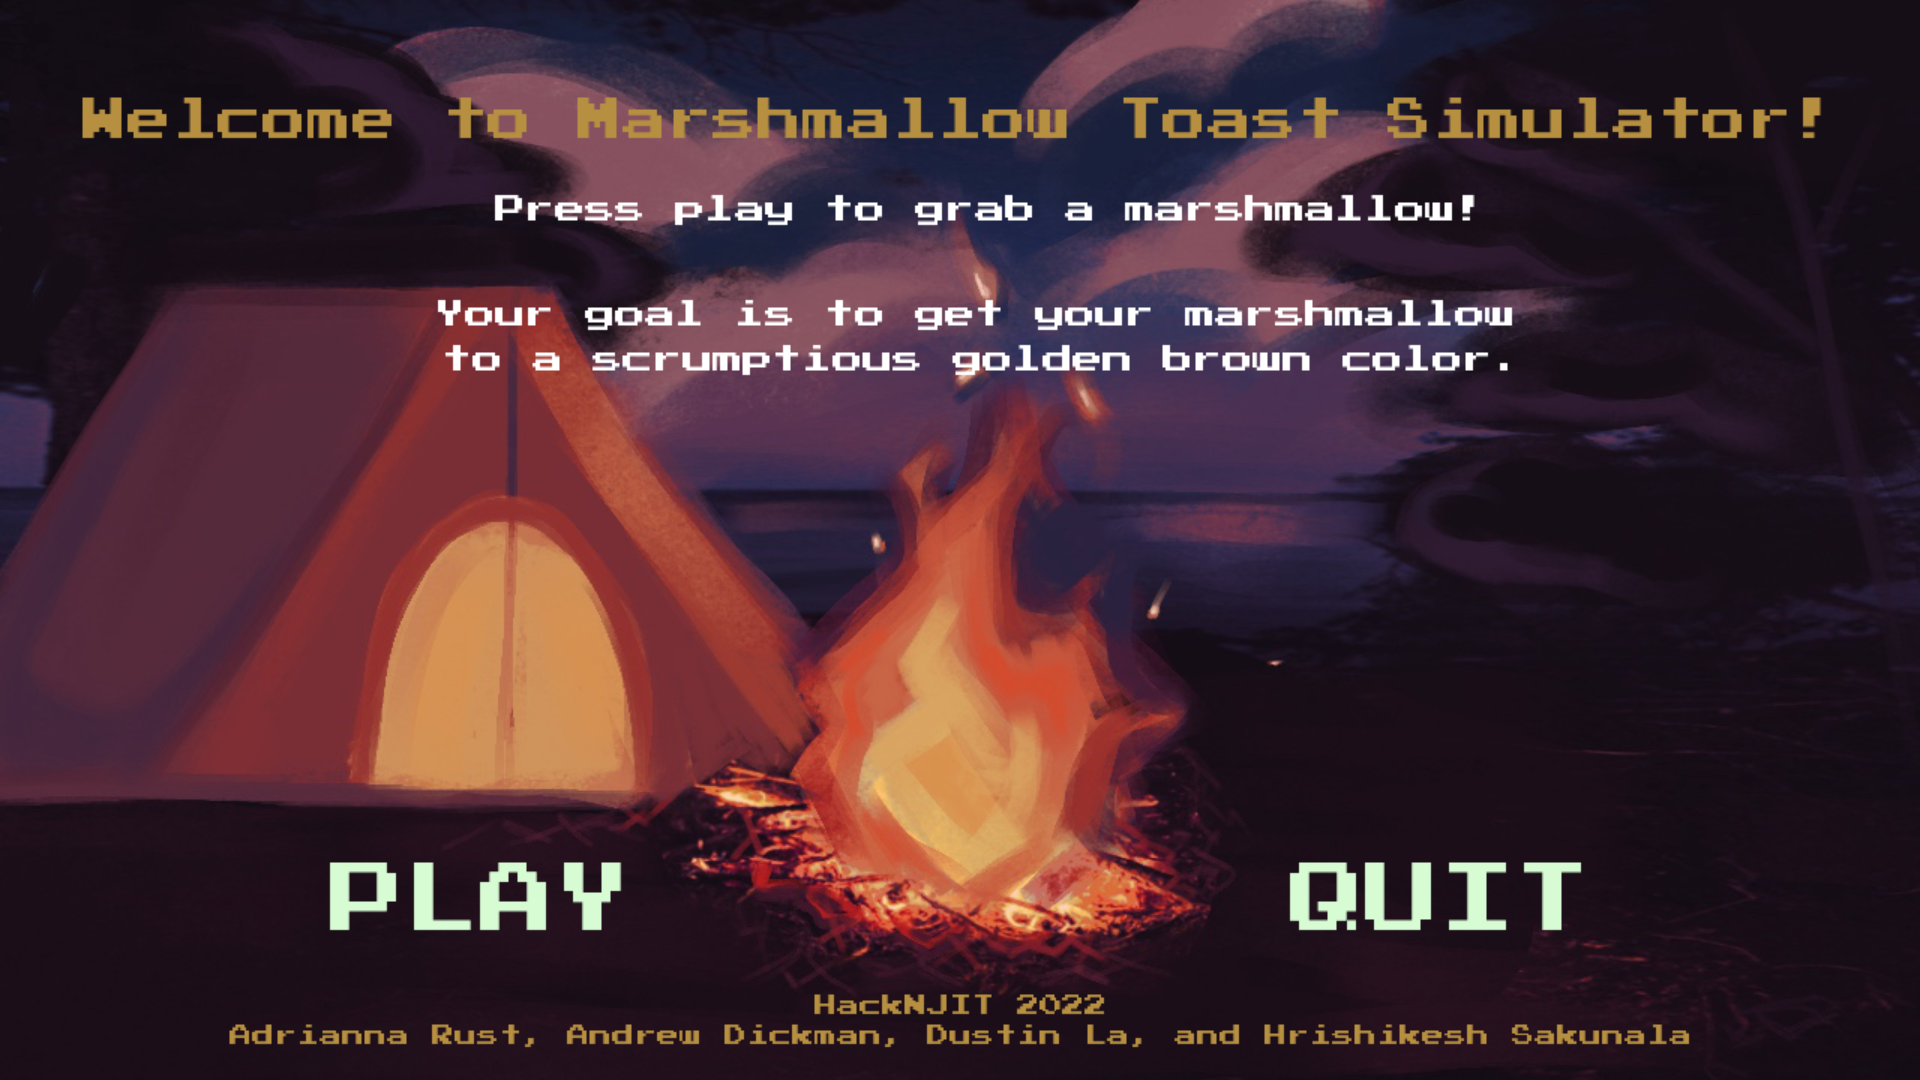 Welcome to Marshmallow Toast Simulator!
Press play to grab a marshmallow!
Your goal is to get your marshmallow
to a scrumptious golden brown color.
PLAY
QUIT
HackNJIT 2022
Adrianna Rust, Andrew Dickman, Dustin La, and Hrishikesh Sakunala